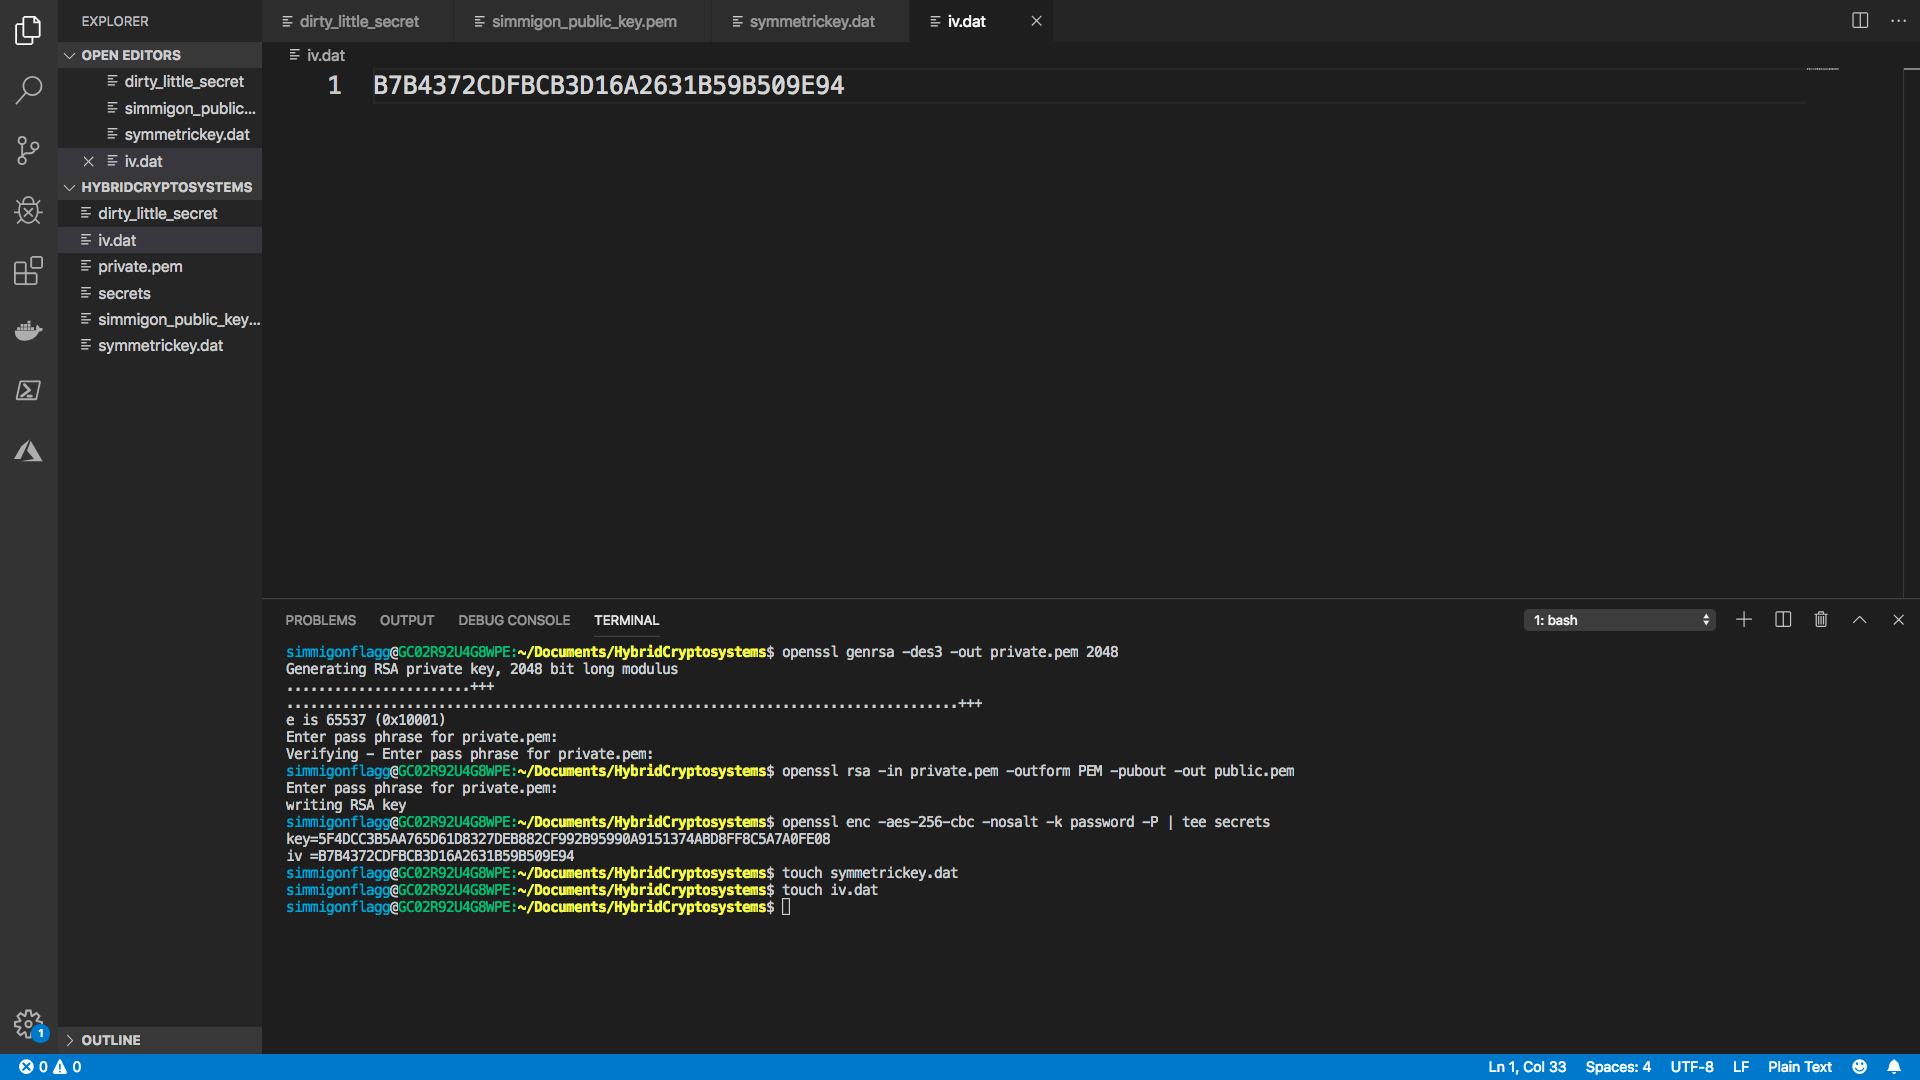 EXPLORER
OPEN EDITORS
dirty_little_secret
simmigon_public...
symmetrickey.dat
iv.dat
HYBRIDCRYPTOSYSTEMS
dirty_little_secret
iv.dat
private.pem
secrets
simmigon_public_key...
symmetrickey.dat
OUTLINE
1
dirty_little_secret simmigon_public_key.pem symmetrickey.dat iv.dat
iv.dat
1 B7B4372CDFBCB3D16A2631B59B509E94
PROBLEMS OUTPUT DEBUG CONSOLE TERMINAL 1: bash
simmigonflagg@GC02R92U4G8WPE:~/Documents/HybridCryptosystems$ openssl genrsa -des3 -out private.pem 2048
Generating RSA private key, 2048 bit long modulus
.......................+++
....................................................................................+++
e is 65537 (0x10001)
Enter pass phrase for private.pem:
Verifying - Enter pass phrase for private.pem:
simmigonflagg@GC02R92U4G8WPE:~/Documents/HybridCryptosystems$ openssl rsa -in private.pem -outform PEM -pubout -out public.pem
Enter pass phrase for private.pem:
writing RSA key
simmigonflagg@GC02R92U4G8WPE:~/Documents/HybridCryptosystems$ openssl enc -aes-256-cbc -nosalt -k password -P | tee secrets
key=5F4DCC3B5AA765D61D8327DEB882CF992B95990A9151374ABD8FF8C5A7A0FE08
iv =B7B4372CDFBCB3D16A2631B59B509E94
simmigonflagg@GC02R92U4G8WPE:~/Documents/HybridCryptosystems$ touch symmetrickey.dat
simmigonflagg@GC02R92U4G8WPE:~/Documents/HybridCryptosystems$ touch iv.dat
simmigonflagg@GC02R92U4G8WPE:~/Documents/HybridCryptosystems$
0 0 Ln 1, Col 33 Spaces: 4 UTF-8 LF Plain Text